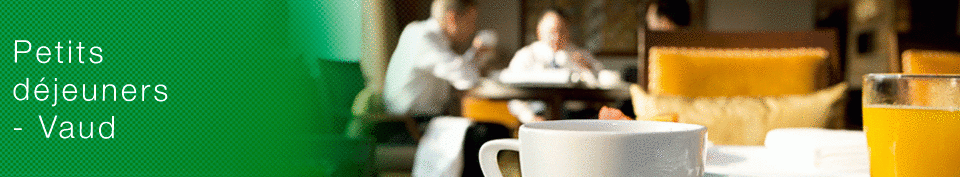 Petits
déjeuners
- Vaud